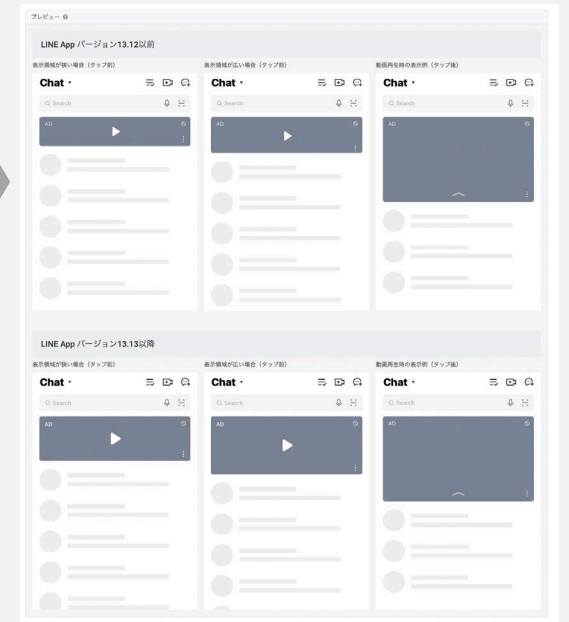 プレビュー
LINE App バージョン13.12以前
表示領域が狭い場合（タップ前） 表示領域が広い場合（タップ前） 動画再生時の表示例（タップ後）
Chat Chat Chat
Search Search Search
AD AD AD
LINE App バージョン13.13以降
表示領域が狭い場合（タップ前） 表示領域が広い場合（タップ前） 動画再生時の表示例（タップ後）
Chat Chat Chat
Search Search Search
AD AD AD